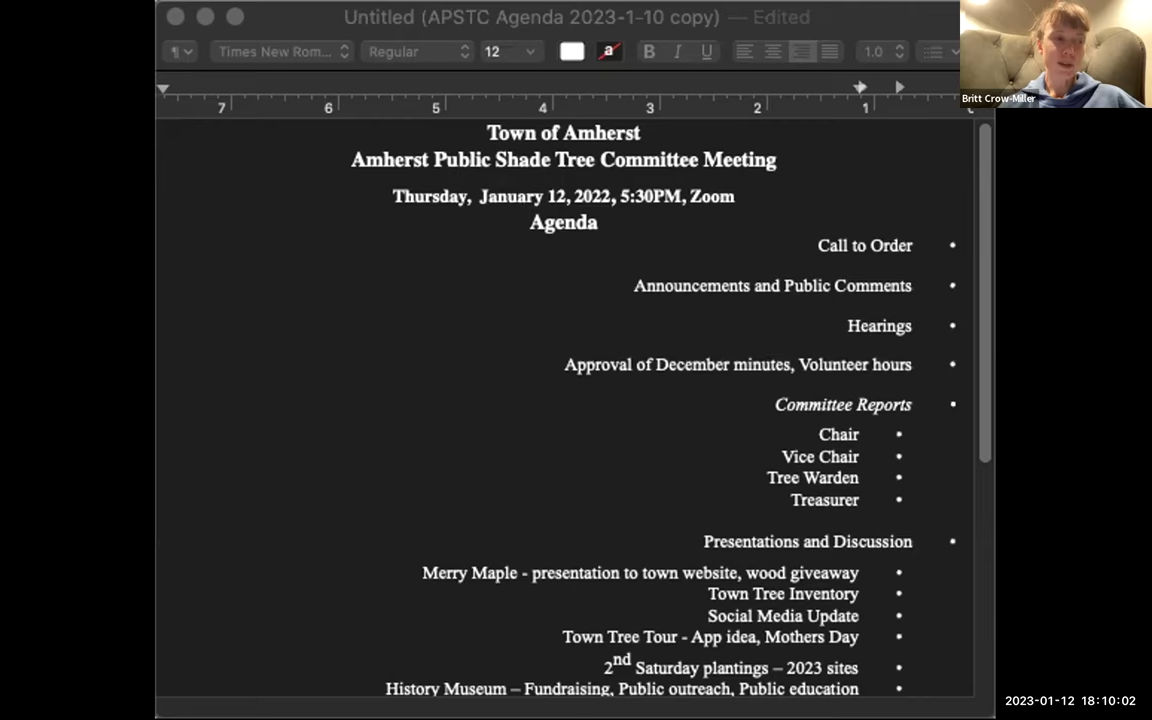 Untitled (APSTC Agenda 2023-1-10 copy) — Edited
¶ Times New Rom... Regular 12 a B I U 1.0
7 6 5 4 3 2 1
Britt Crow-Miller
Town of Amherst
Amherst Public Shade Tree Committee Meeting
Thursday, January 12, 2022, 5:30PM, Zoom
Agenda
Call to Order •
Announcements and Public Comments •
Hearings •
Approval of December minutes, Volunteer hours •
Committee Reports •
Chair •
Vice Chair •
Tree Warden •
Treasurer •
Presentations and Discussion •
Merry Maple - presentation to town website, wood giveaway •
Town Tree Inventory •
Social Media Update •
Town Tree Tour - App idea, Mothers Day •
2nd Saturday plantings – 2023 sites •
History Museum – Fundraising, Public outreach, Public education •
2023-01-12 18:10:02